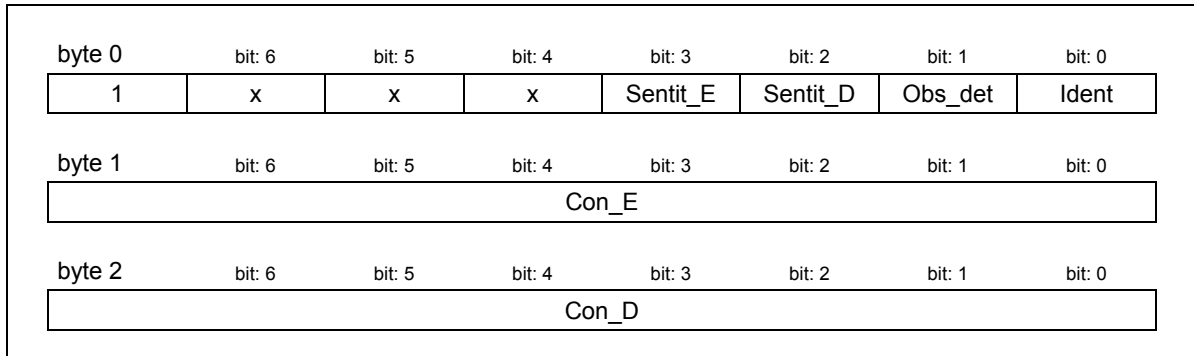 byte 0 bit: 6 bit: 5 bit: 4 bit: 3 bit: 2 bit: 1 bit: 0
1 x x x Sentit_E Sentit_D Obs_det Ident
byte 1 bit: 6 bit: 5 bit: 4 bit: 3 bit: 2 bit: 1 bit: 0
Con_E
byte 2 bit: 6 bit: 5 bit: 4 bit: 3 bit: 2 bit: 1 bit: 0
Con_D